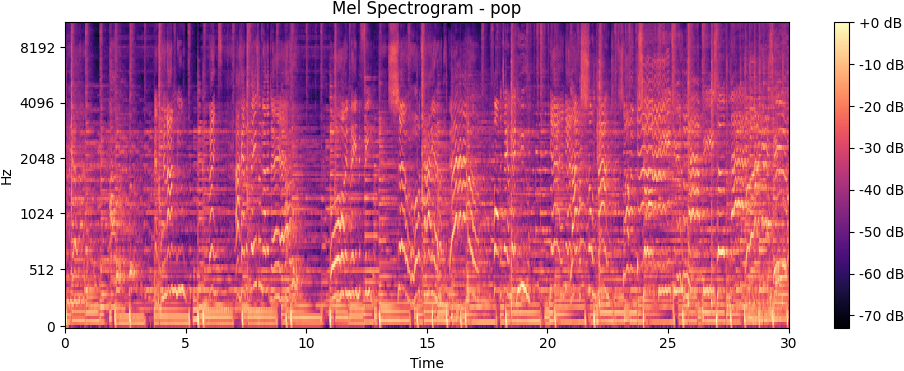 Mel Spectrogram - pop
Hz
8192
4096
2048
1024
512
0
0 5 10 15 20 25 30
Time
+0 dB
-10 dB
-20 dB
-30 dB
-40 dB
-50 dB
-60 dB
-70 dB